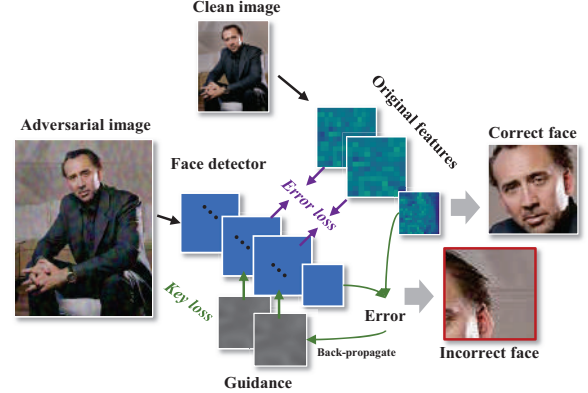 Clean image
Adversarial image
Face detector
Original features
Correct face
Error loss
Key loss
Error
Back-propagate
Incorrect face
Guidance